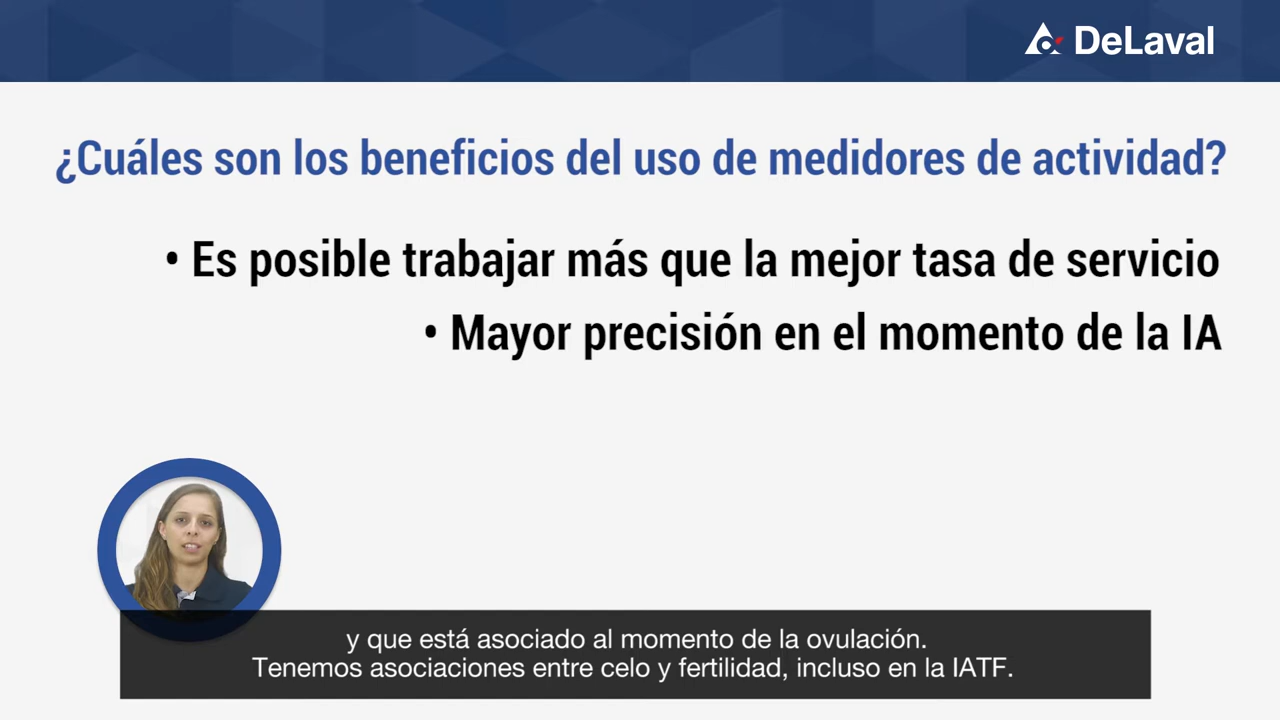 DeLaval
¿Cuáles son los beneficios del uso de medidores de actividad?
• Es posible trabajar más que la mejor tasa de servicio
• Mayor precisión en el momento de la IA
y que está asociado al momento de la ovulación.
Tenemos asociaciones entre celo y fertilidad, incluso en la IATF.